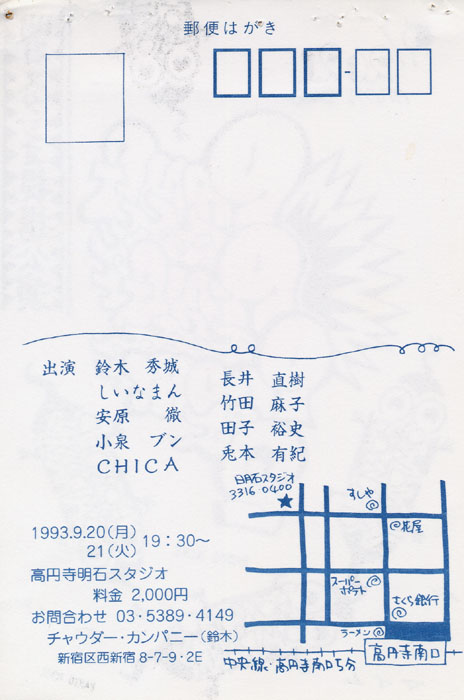 郵便はがき
出演 鈴木 秀城
しいなまん
安原 徹
小泉 ブン
CHICA
長井 直樹
竹田 麻子
田子 裕史
兎本 有紀
明石スタジオ
3316-0400
すしや
花屋
スーパー
ポテト
さくら銀行
ラーメン
高円寺南口
中央線・高円寺南口5分
1993.9.20(月)
21(火) 19:30〜
高円寺明石スタジオ
料金 2,000円
お問合わせ 03・5389・4149
チャウダー・カンパニー(鈴木)
新宿区西新宿8-7-9・2E